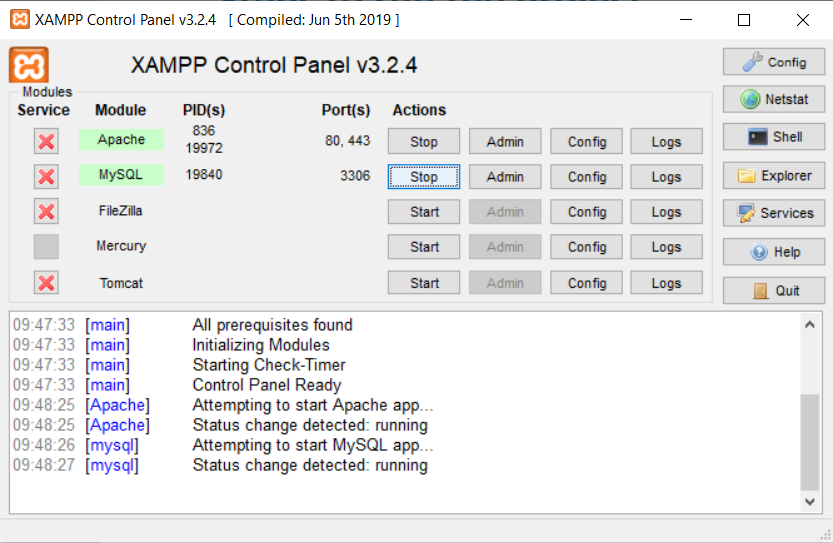 XAMPP Control Panel v3.2.4 [ Compiled: Jun 5th 2019 ]
XAMPP Control Panel v3.2.4
Config
Modules
Service Module PID(s) Port(s) Actions
Netstat
Apache 836 19972 80, 443 Stop Admin Config Logs
Shell
MySQL 19840 3306 Stop Admin Config Logs
Explorer
FileZilla Start Admin Config Logs
Services
Mercury Start Admin Config Logs
Help
Tomcat Start Admin Config Logs
Quit
09:47:33 [main] All prerequisites found
09:47:33 [main] Initializing Modules
09:47:33 [main] Starting Check-Timer
09:47:33 [main] Control Panel Ready
09:48:25 [Apache] Attempting to start Apache app...
09:48:25 [Apache] Status change detected: running
09:48:26 [mysql] Attempting to start MySQL app...
09:48:27 [mysql] Status change detected: running